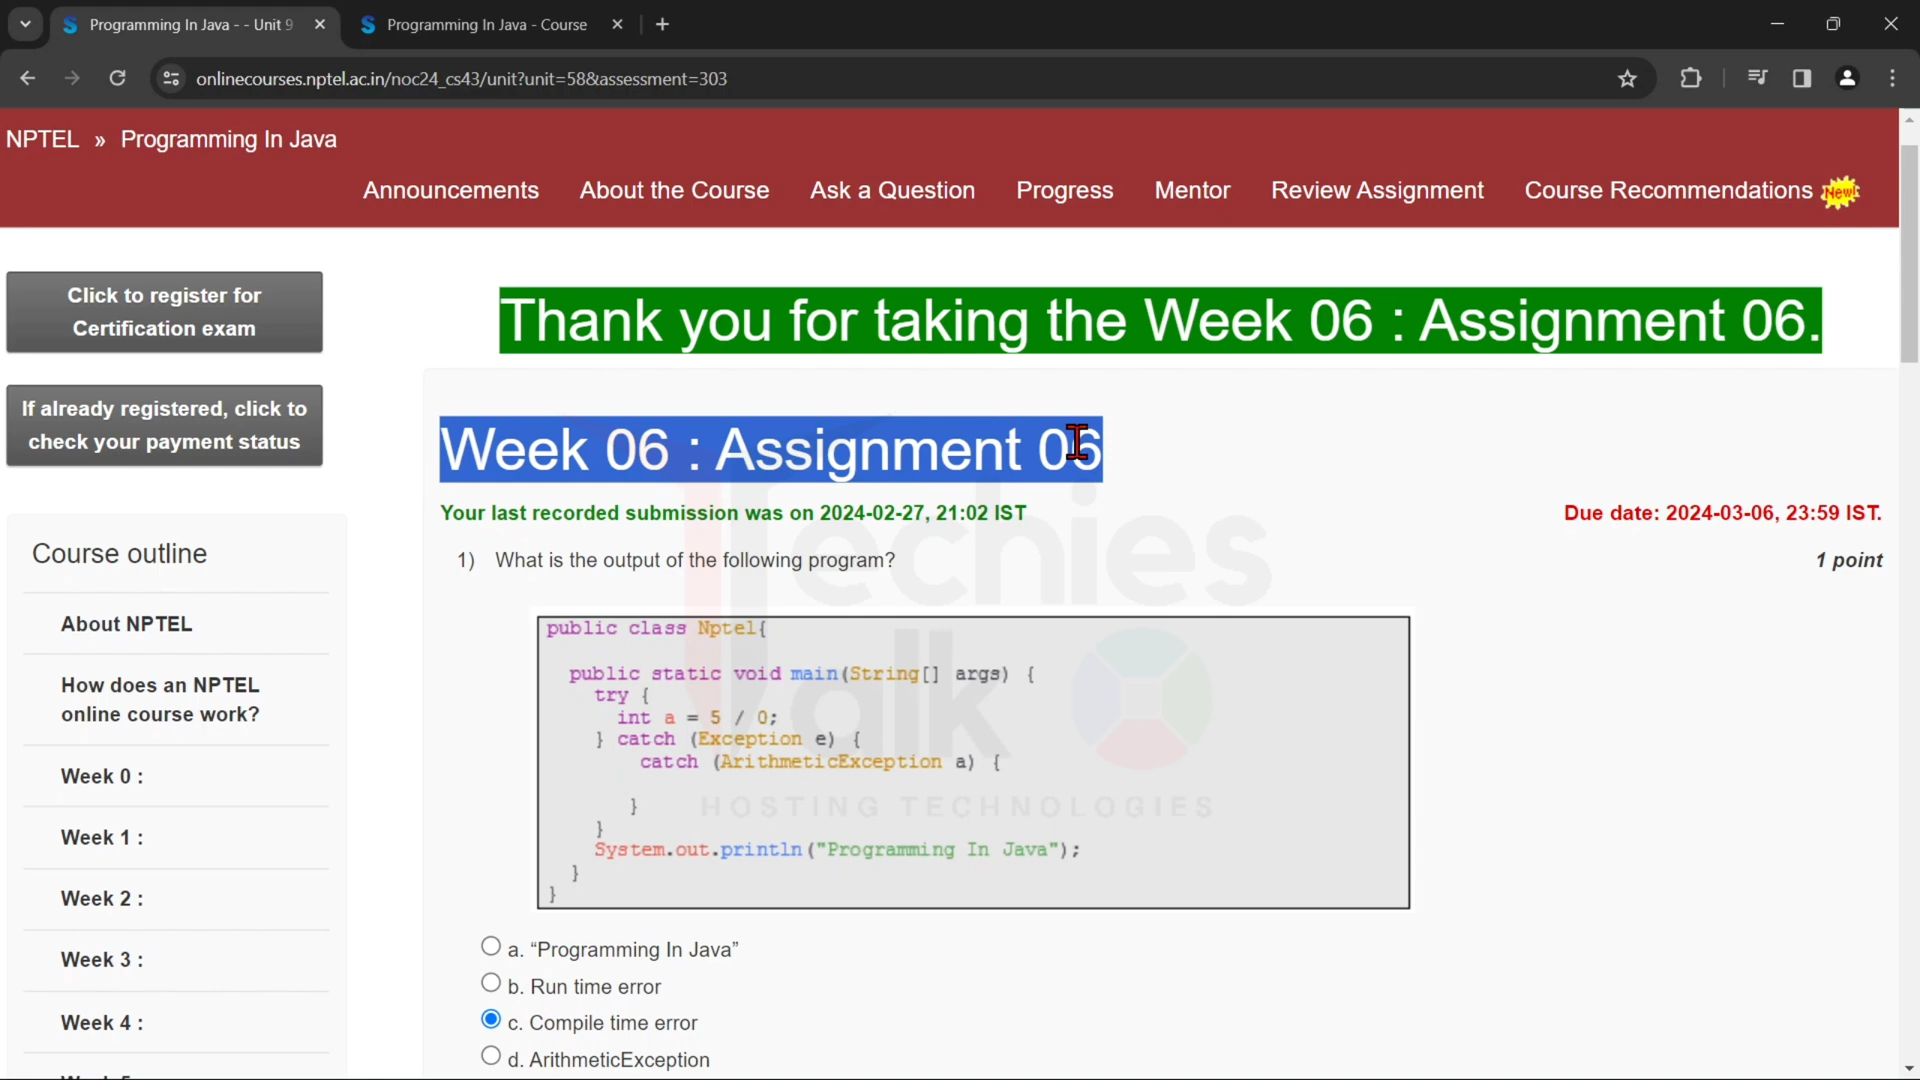 Programming In Java - - Unit 9
Programming In Java - Course
onlinecourses.nptel.ac.in/noc24_cs43/unit?unit=58&assessment=303
NPTEL » Programming In Java
Announcements About the Course Ask a Question Progress Mentor Review Assignment Course Recommendations New!
Click to register for
Certification exam
If already registered, click to
check your payment status
Course outline
About NPTEL
How does an NPTEL
online course work?
Week 0 :
Week 1 :
Week 2 :
Week 3 :
Week 4 :
Thank you for taking the Week 06 : Assignment 06.
Week 06 : Assignment 06
Your last recorded submission was on 2024-02-27, 21:02 IST Due date: 2024-03-06, 23:59 IST.
1) What is the output of the following program? 1 point
public class Nptel{
public static void main(String[] args) {
try {
int a = 5 / 0;
} catch (Exception e) {
catch (ArithmeticException a) {
}
}
System.out.println("Programming In Java");
}
}
a. “Programming In Java”
b. Run time error
c. Compile time error
d. ArithmeticException
Techies
Talk
HOSTING TECHNOLOGIES